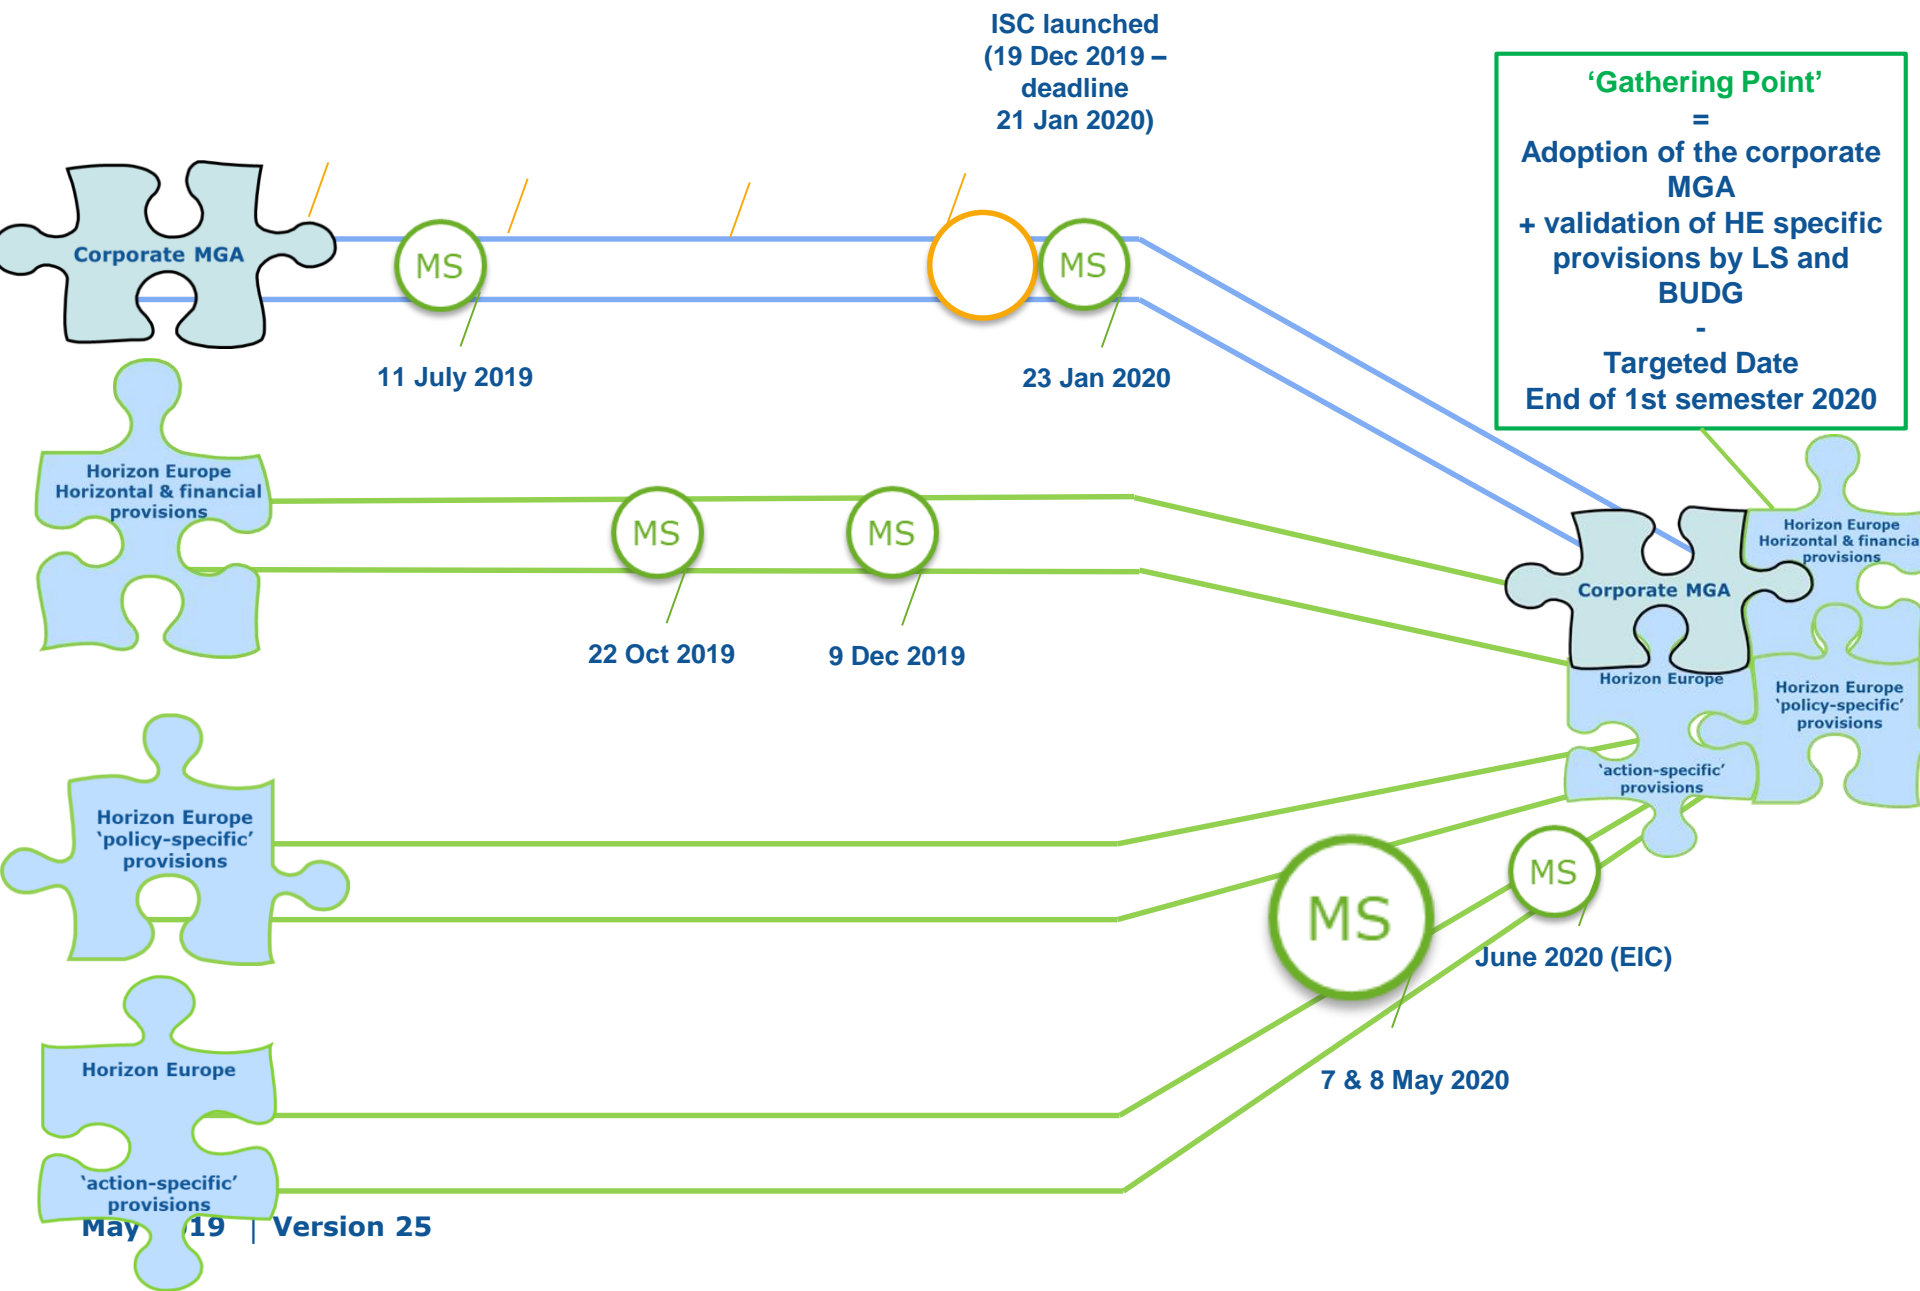 ISC launched
(19 Dec 2019 –
deadline
21 Jan 2020)
‘Gathering Point’
=
Adoption of the corporate
MGA
+ validation of HE specific
provisions by LS and
BUDG
-
Targeted Date
End of 1st semester 2020
Corporate MGA
MS
MS
11 July 2019
23 Jan 2020
Horizon Europe
Horizontal & financial
provisions
MS
MS
22 Oct 2019
9 Dec 2019
Horizon Europe
Horizontal & financia
provisions
Corporate MGA
Horizon Europe
‘action-specific’
provisions
Horizon Europe
‘policy-specific’
provisions
Horizon Europe
‘policy-specific’
provisions
MS
MS
June 2020 (EIC)
7 & 8 May 2020
Horizon Europe
‘action-specific’
provisions
May 19 | Version 25